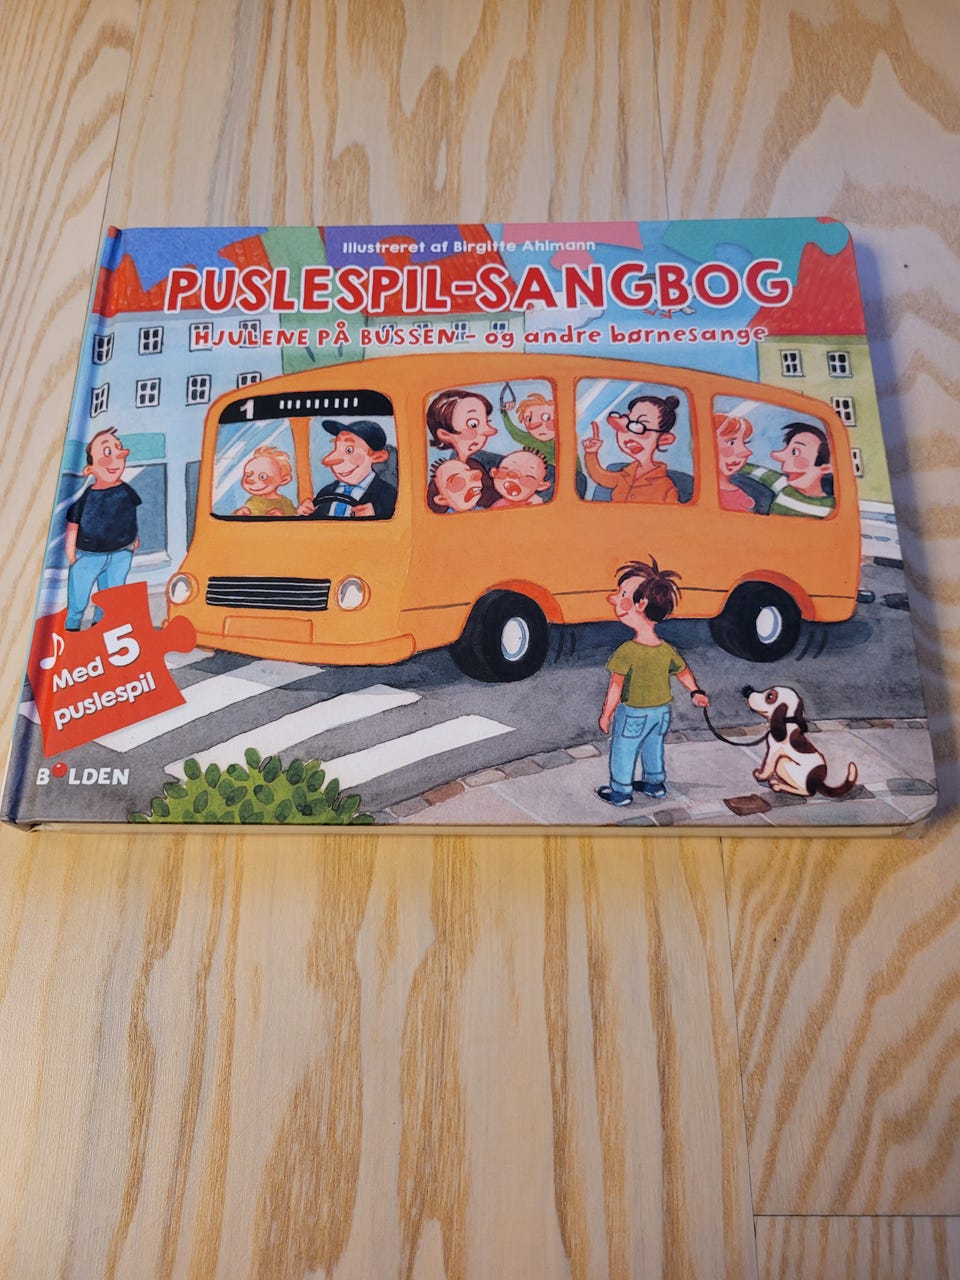 Illustreret af Birgitte Ahlmann
PUSLESPIL-SANGBOG
HJULENE PÅ BUSSEN - og andre børnesange
1
Med 5
puslespil
BOLDEN